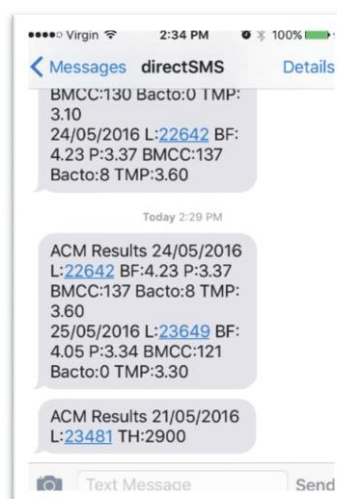 Virgin 2:34 PM 100%
Messages directSMS Details
BMCC:130 Bacto:0 TMP:
3.10
24/05/2016 L:22642 BF:
4.23 P:3.37 BMCC:137
Bacto:8 TMP:3.60
Today 2:29 PM
ACM Results 24/05/2016
L:22642 BF:4.23 P:3.37
BMCC:137 Bacto:8 TMP:
3.60
25/05/2016 L:23649 BF:
4.05 P:3.34 BMCC:121
Bacto:0 TMP:3.30
ACM Results 21/05/2016
L:23481 TH:2900
Text Message Send